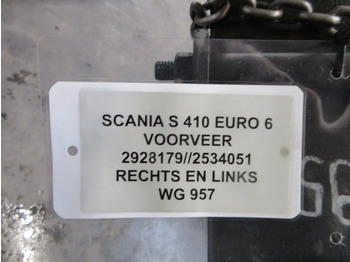 SCANIA S 410 EURO 6
VOORVEER
2928179//2534051
RECHTS EN LINKS
WG 957